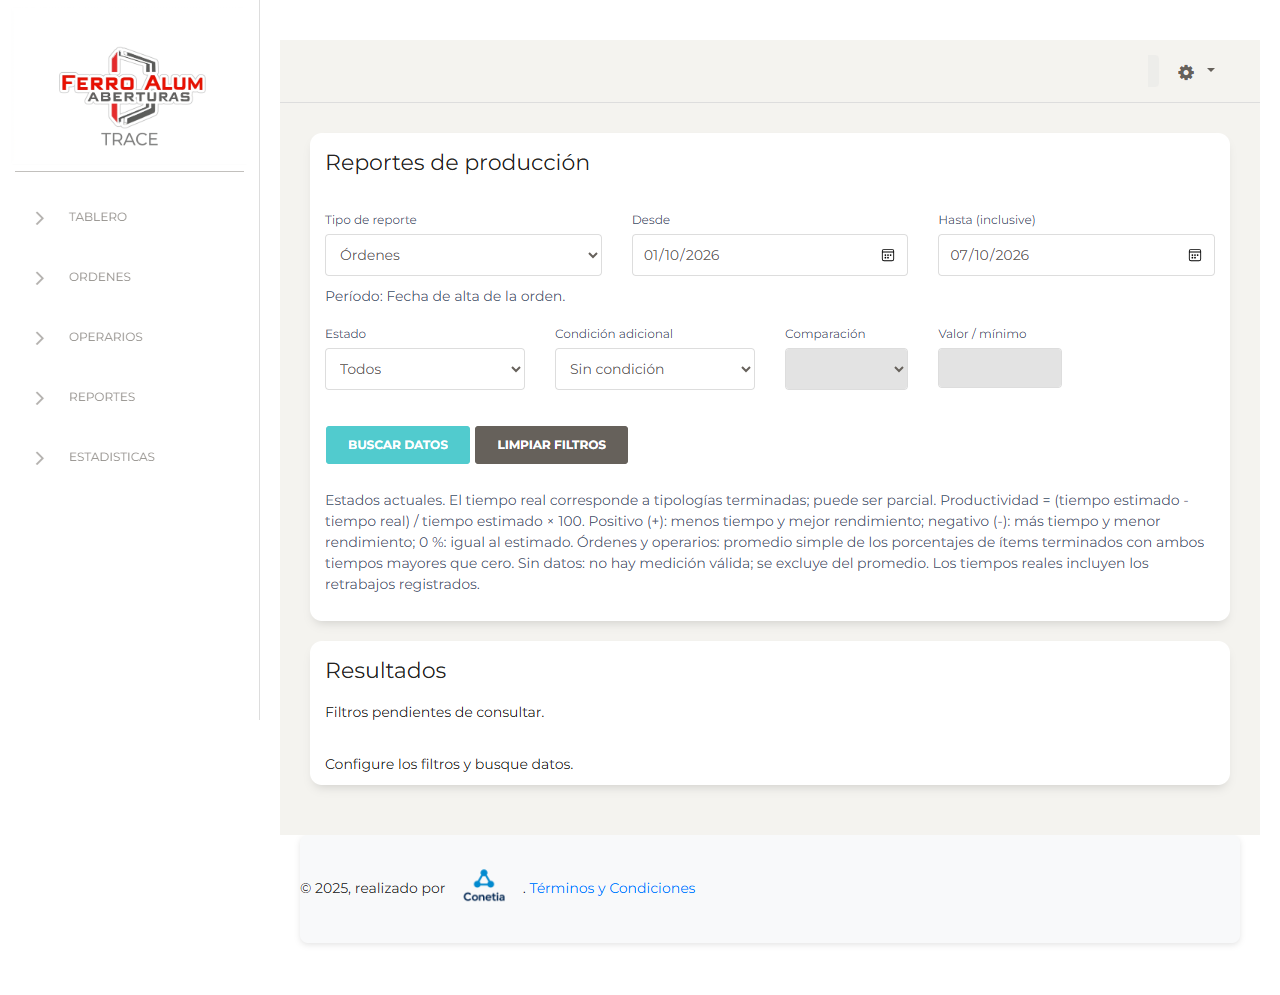 FERRO ALUM
ABERTURAS
TRACE
TABLERO
ORDENES
OPERARIOS
REPORTES
ESTADISTICAS
Reportes de producción
Tipo de reporte
Desde
Hasta (inclusive)
Órdenes
01/10/2026
07/10/2026
Período: Fecha de alta de la orden.
Estado
Condición adicional
Comparación
Valor / mínimo
Todos
Sin condición
BUSCAR DATOS
LIMPIAR FILTROS
Estados actuales. El tiempo real corresponde a tipologías terminadas; puede ser parcial. Productividad = (tiempo estimado -
tiempo real) / tiempo estimado × 100. Positivo (+): menos tiempo y mejor rendimiento; negativo (-): más tiempo y menor
rendimiento; 0 %: igual al estimado. Órdenes y operarios: promedio simple de los porcentajes de ítems terminados con ambos
tiempos mayores que cero. Sin datos: no hay medición válida; se excluye del promedio. Los tiempos reales incluyen los
retrabajos registrados.
Resultados
Filtros pendientes de consultar.
Configure los filtros y busque datos.
© 2025, realizado por Conetia . Términos y Condiciones